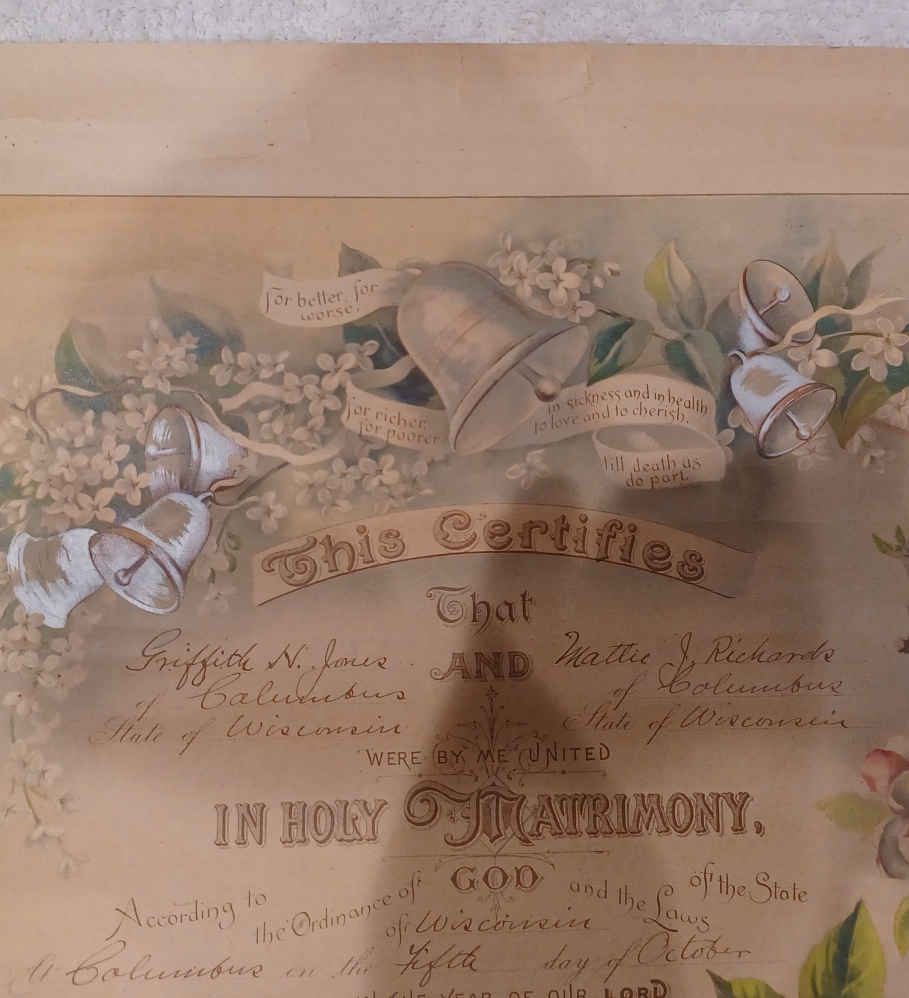 for better, for
worse,
for richer,
for poorer
in sickness and in health
to love and to cherish,
till death us
do part.
This Certifies
That
Griffith H. Jones AND Mattie J. Richards
of Columbus of Columbus
State of Wisconsin State of Wisconsin
WERE BY ME UNITED
IN HOLY MATRIMONY,
According to the Ordinance of GOD and the Laws of the State
of Wisconsin
At Columbus on the Fifth day of October
IN THE YEAR OF OUR LORD